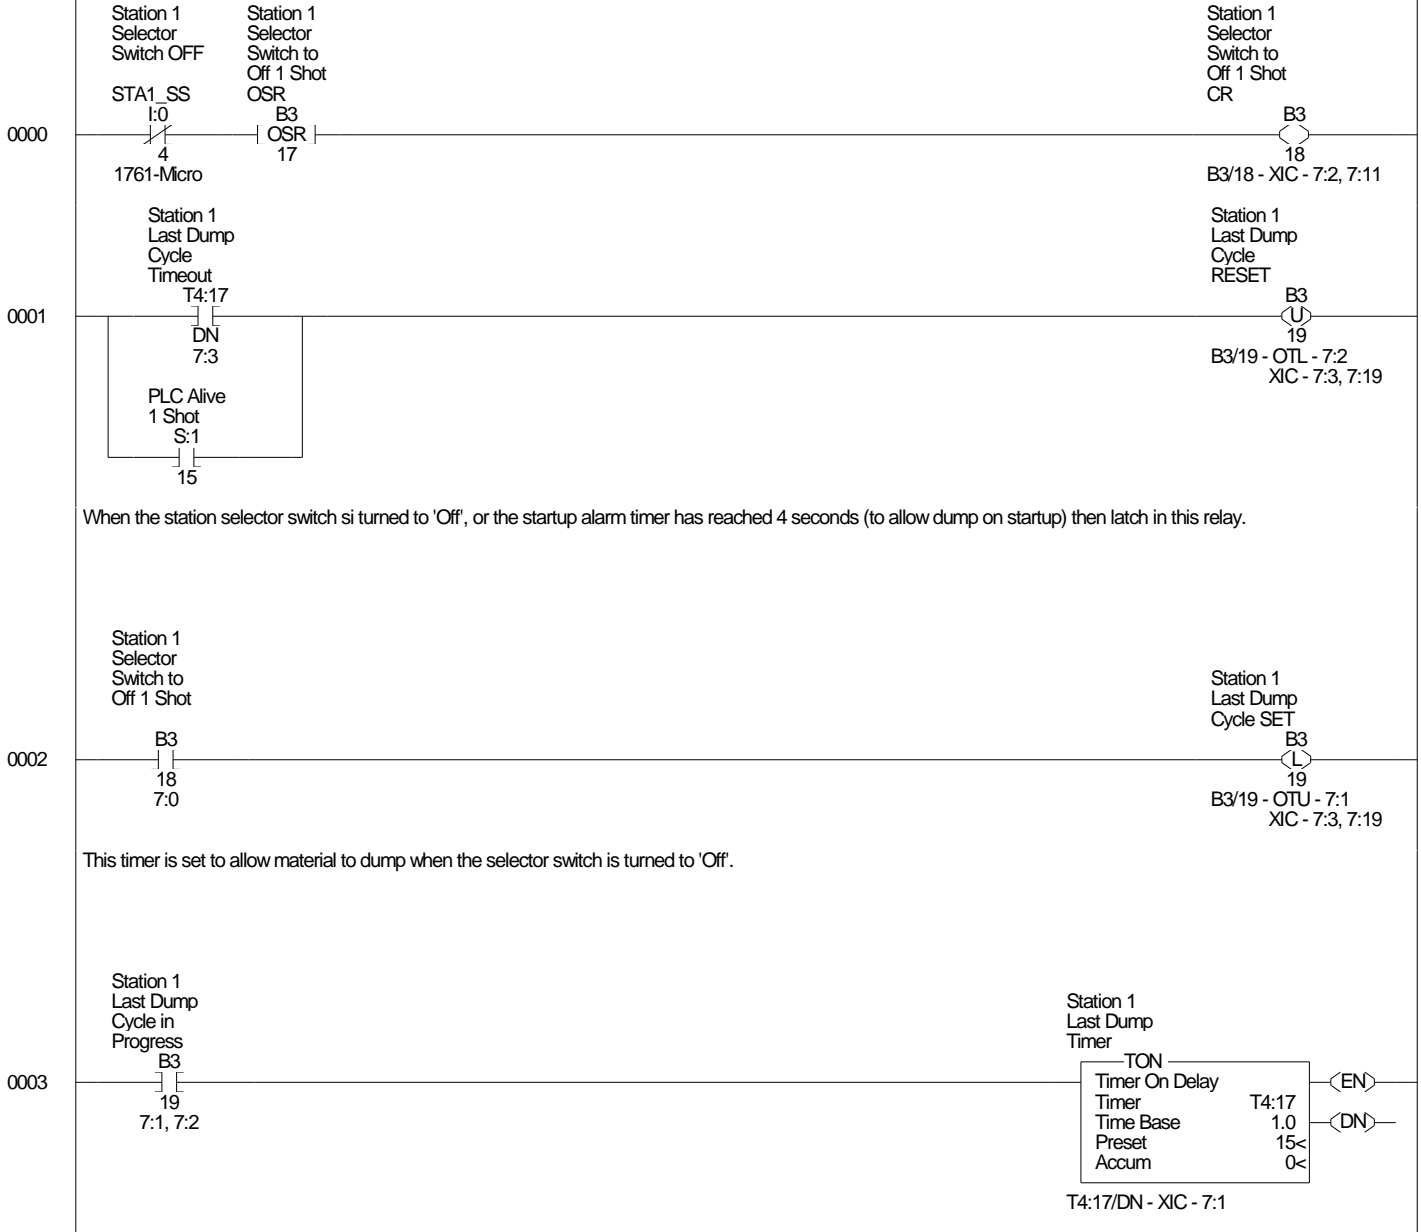 Station 1
Selector
Switch OFF
STA1_SS
I:0
4
1761-Micro
Station 1
Selector
Switch to
Off 1 Shot
OSR
B3
OSR
17
Station 1
Selector
Switch to
Off 1 Shot
CR
B3
18
B3/18 - XIC - 7:2, 7:11
0000
Station 1
Last Dump
Cycle
Timeout
T4:17
DN
7:3
PLC Alive
1 Shot
S:1
15
Station 1
Last Dump
Cycle
RESET
B3
U
19
B3/19 - OTL - 7:2
XIC - 7:3, 7:19
0001
When the station selector switch si turned to 'Off', or the startup alarm timer has reached 4 seconds (to allow dump on startup) then latch in this relay.
Station 1
Selector
Switch to
Off 1 Shot
B3
18
7:0
Station 1
Last Dump
Cycle SET
B3
L
19
B3/19 - OTU - 7:1
XIC - 7:3, 7:19
0002
This timer is set to allow material to dump when the selector switch is turned to 'Off'.
Station 1
Last Dump
Cycle in
Progress
B3
19
7:1, 7:2
Station 1
Last Dump
Timer
TON
Timer On Delay
Timer T4:17
Time Base 1.0
Preset 15<
Accum 0<
EN
DN
T4:17/DN - XIC - 7:1
0003